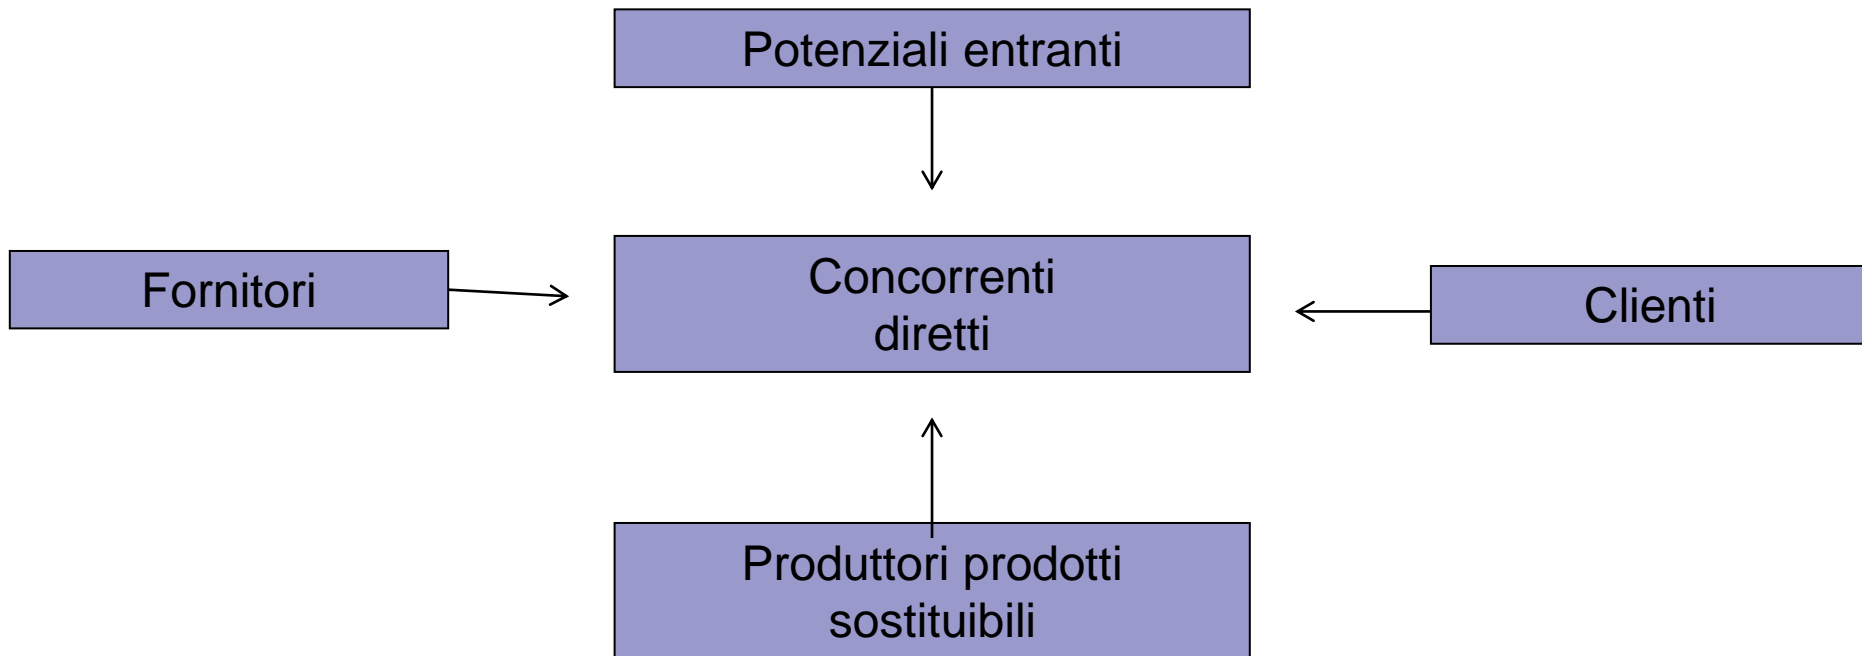 Potenziali entranti
Fornitori
Concorrenti
diretti
Clienti
Produttori prodotti
sostituibili